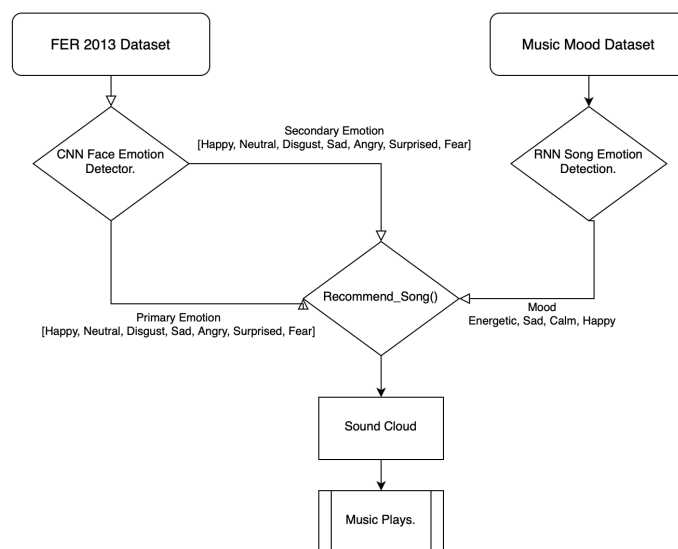 FER 2013 Dataset
Music Mood Dataset
CNN Face Emotion
Detector.
Secondary Emotion
[Happy, Neutral, Disgust, Sad, Angry, Surprised, Fear]
RNN Song Emotion
Detection.
Recommend_Song()
Primary Emotion
[Happy, Neutral, Disgust, Sad, Angry, Surprised, Fear]
Mood
Energetic, Sad, Calm, Happy
Sound Cloud
Music Plays.